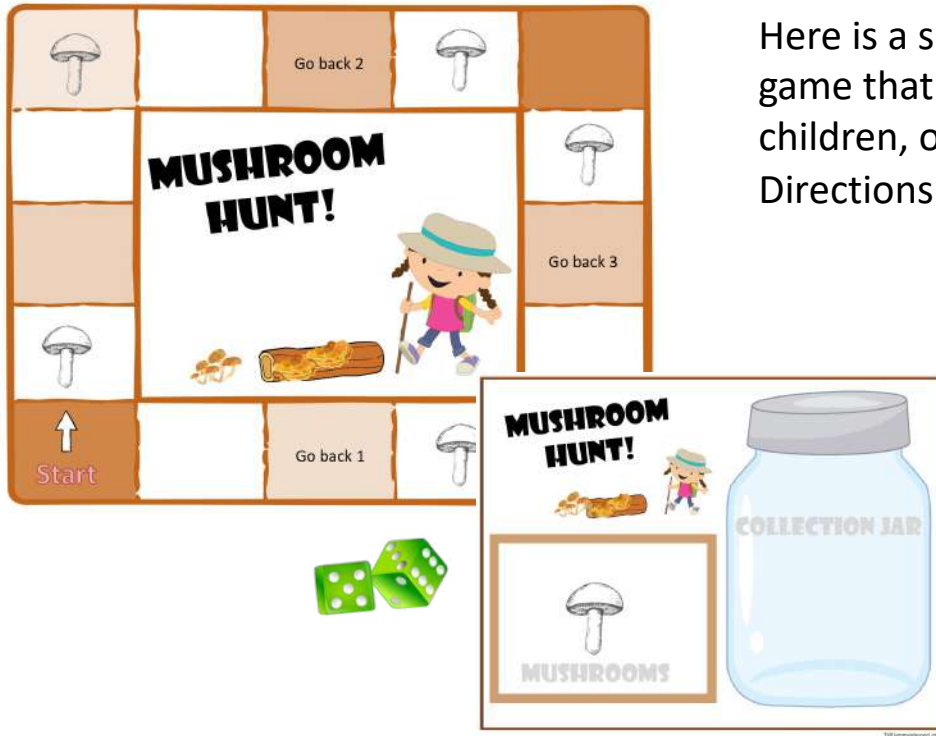 Here is a s
game that
children, o
Directions
Go back 2
MUSHROOM
HUNT!
Go back 3
Start
Go back 1
MUSHROOM
HUNT!
COLLECTION JAR
MUSHROOMS